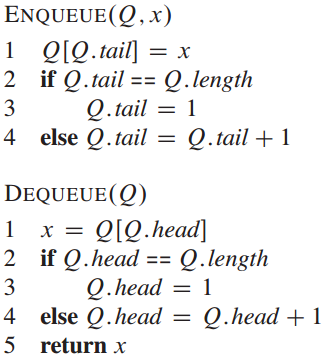 ENQUEUE(Q, x)
1 Q[Q.tail] = x
2 if Q.tail == Q.length
3 Q.tail = 1
4 else Q.tail = Q.tail + 1
DEQUEUE(Q)
1 x = Q[Q.head]
2 if Q.head == Q.length
3 Q.head = 1
4 else Q.head = Q.head + 1
5 return x